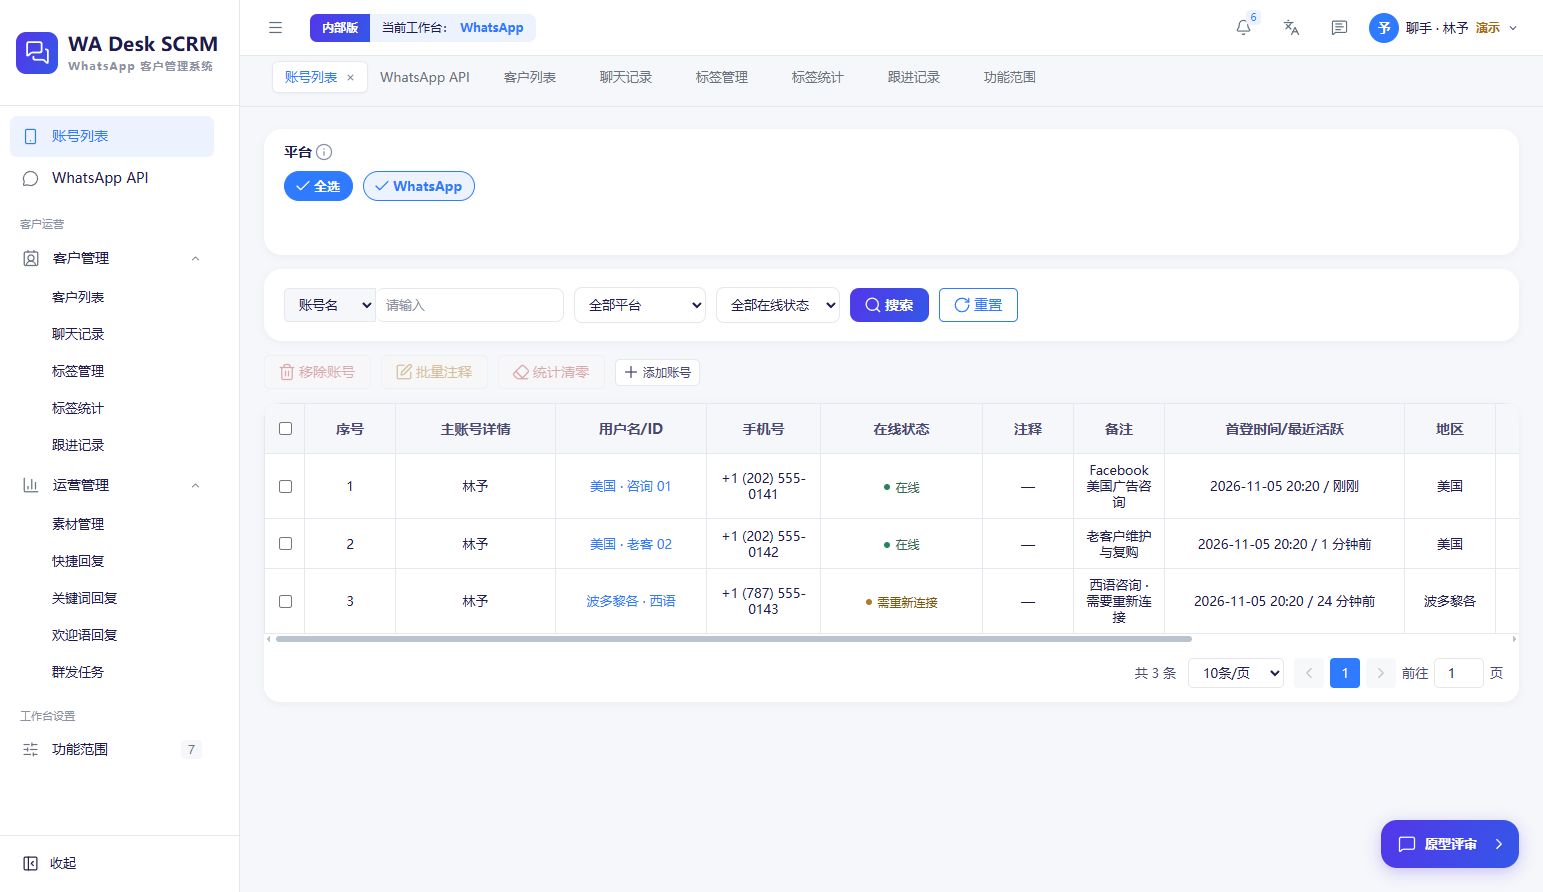 WA Desk SCRM
WhatsApp 客户管理系统
账号列表
WhatsApp API
客户运营
客户管理
客户列表
聊天记录
标签管理
标签统计
跟进记录
运营管理
素材管理
快捷回复
关键词回复
欢迎语回复
群发任务
工作台设置
功能范围 7
收起
内部版 当前工作台： WhatsApp
6
予 聊手 · 林予 演示
账号列表 × WhatsApp API 客户列表 聊天记录 标签管理 标签统计 跟进记录 功能范围
平台
全选 WhatsApp
账号名 请输入 全部平台 全部在线状态 搜索 重置
移除账号 批量注释 统计清零 添加账号
序号 主账号详情 用户名/ID 手机号 在线状态 注释 备注 首登时间/最近活跃 地区
1 林予 美国 · 咨询 01 +1 (202) 555-0141 在线 — Facebook 美国广告咨询 2026-11-05 20:20 / 刚刚 美国
2 林予 美国 · 老客 02 +1 (202) 555-0142 在线 — 老客户维护与复购 2026-11-05 20:20 / 1 分钟前 美国
3 林予 波多黎各 · 西语 +1 (787) 555-0143 需重新连接 — 西语咨询 · 需要重新连接 2026-11-05 20:20 / 24 分钟前 波多黎各
共 3 条 10条/页 1 前往 1 页
原型评审